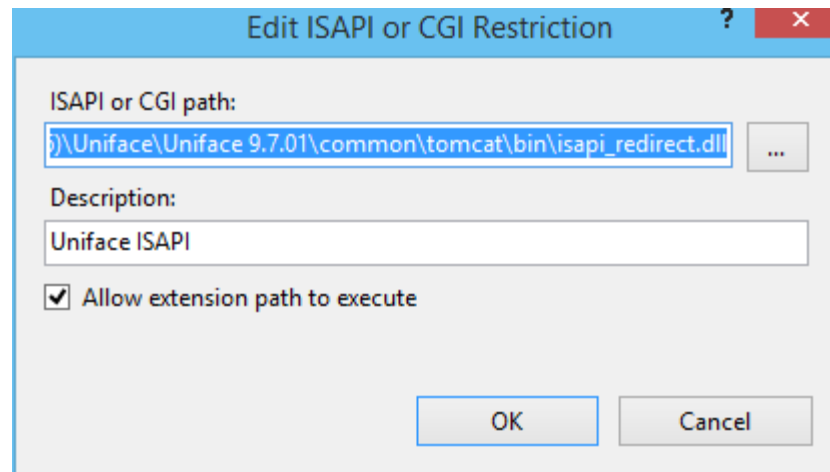 Edit ISAPI or CGI Restriction
?
ISAPI or CGI path:
)\Uniface\Uniface 9.7.01\common\tomcat\bin\isapi_redirect.dll
...
Description:
Uniface ISAPI
Allow extension path to execute
OK
Cancel